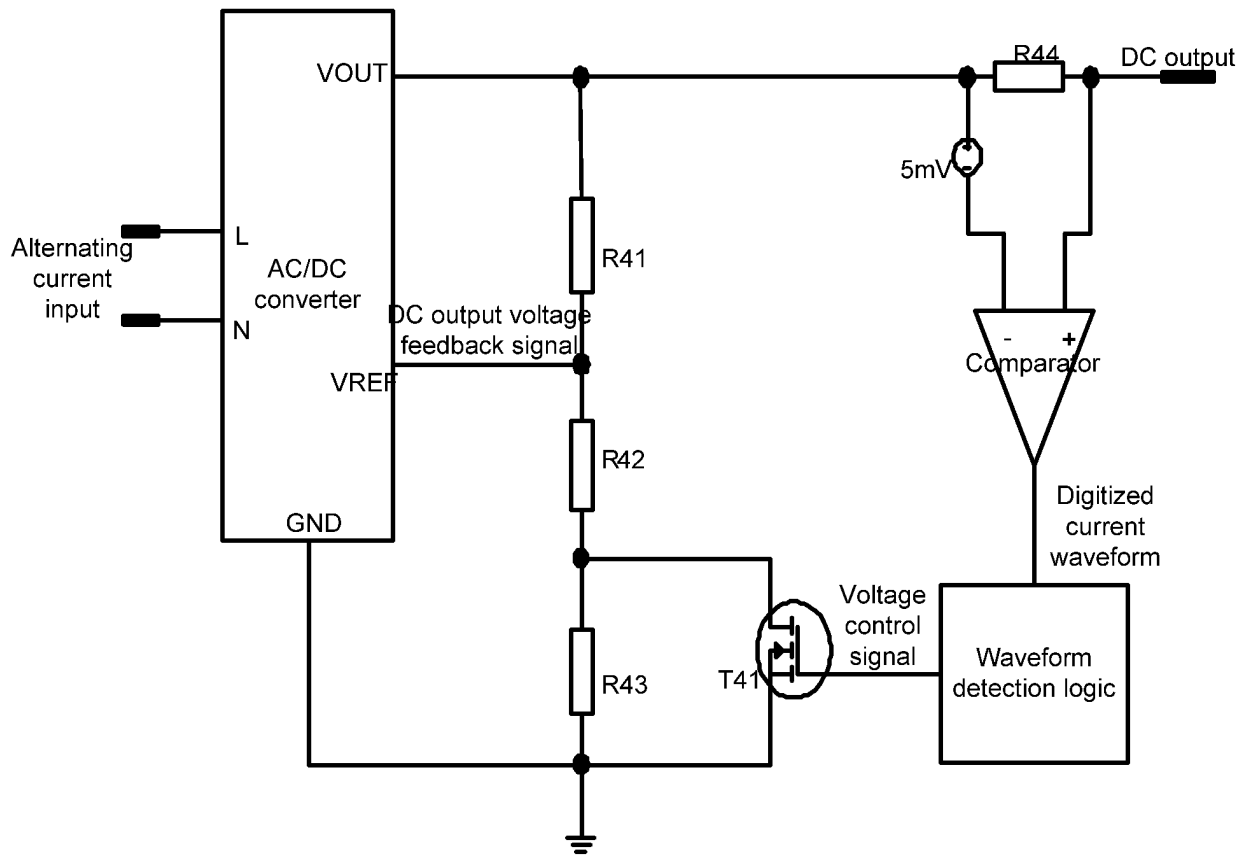 VOUT
R44
DC output
5mV
L
Alternating
current
input
AC/DC
converter
N
R41
DC output voltage
feedback signal
VREF
-
+
Comparator
R42
Digitized
current
waveform
GND
Voltage
control
signal
T41
R43
Waveform
detection logic